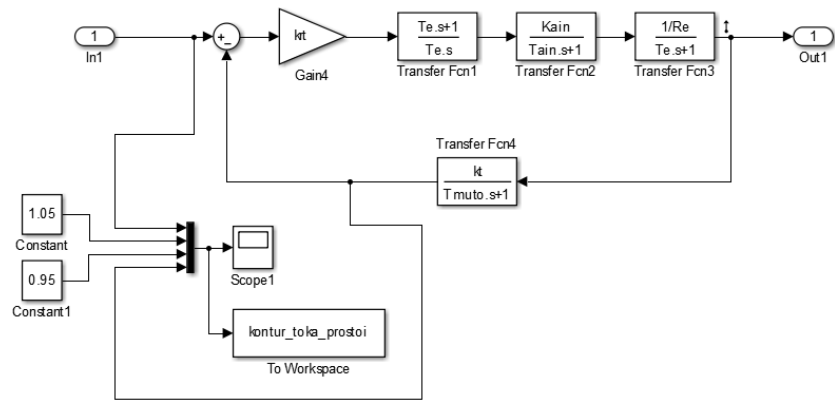 1
In1
+
−
krt
Gain4
Te.s+1
Te.s
Transfer Fcn1
Kain
Tain.s+1
Transfer Fcn2
1/Re
Te.s+1
Transfer Fcn3
1
Out1
Transfer Fcn4
kt
Tmuto.s+1
1.05
Constant
0.95
Constant1
Scope1
kontur_toka_prostoi
To Workspace